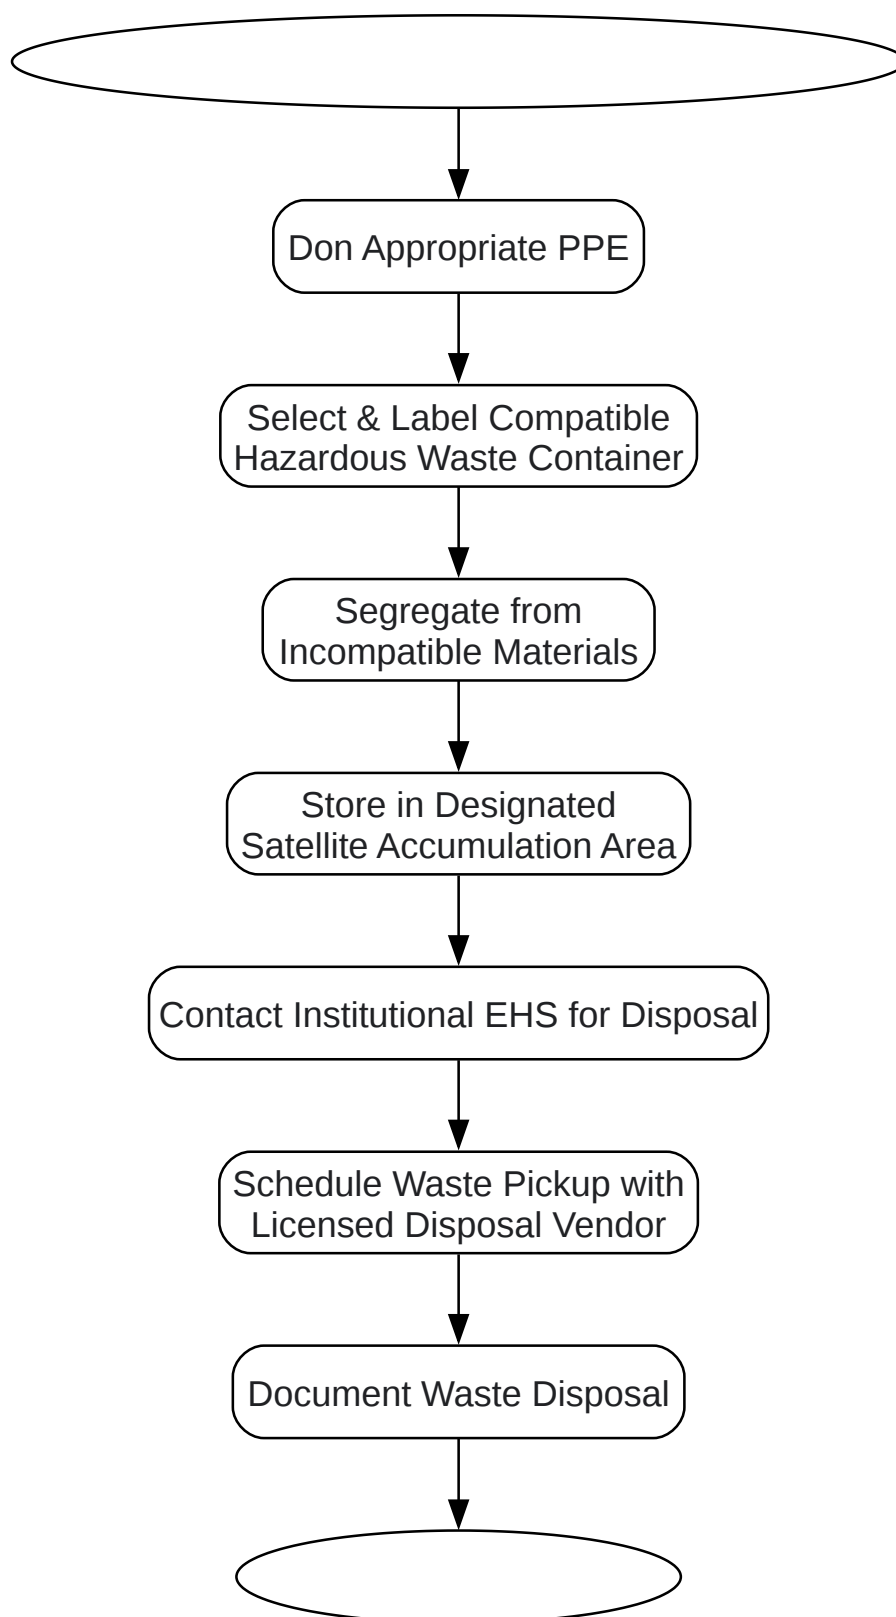 Don Appropriate PPE
Select & Label Compatible
Hazardous Waste Container
Segregate from
Incompatible Materials
Store in Designated
Satellite Accumulation Area
Contact Institutional EHS for Disposal
Schedule Waste Pickup with
Licensed Disposal Vendor
Document Waste Disposal